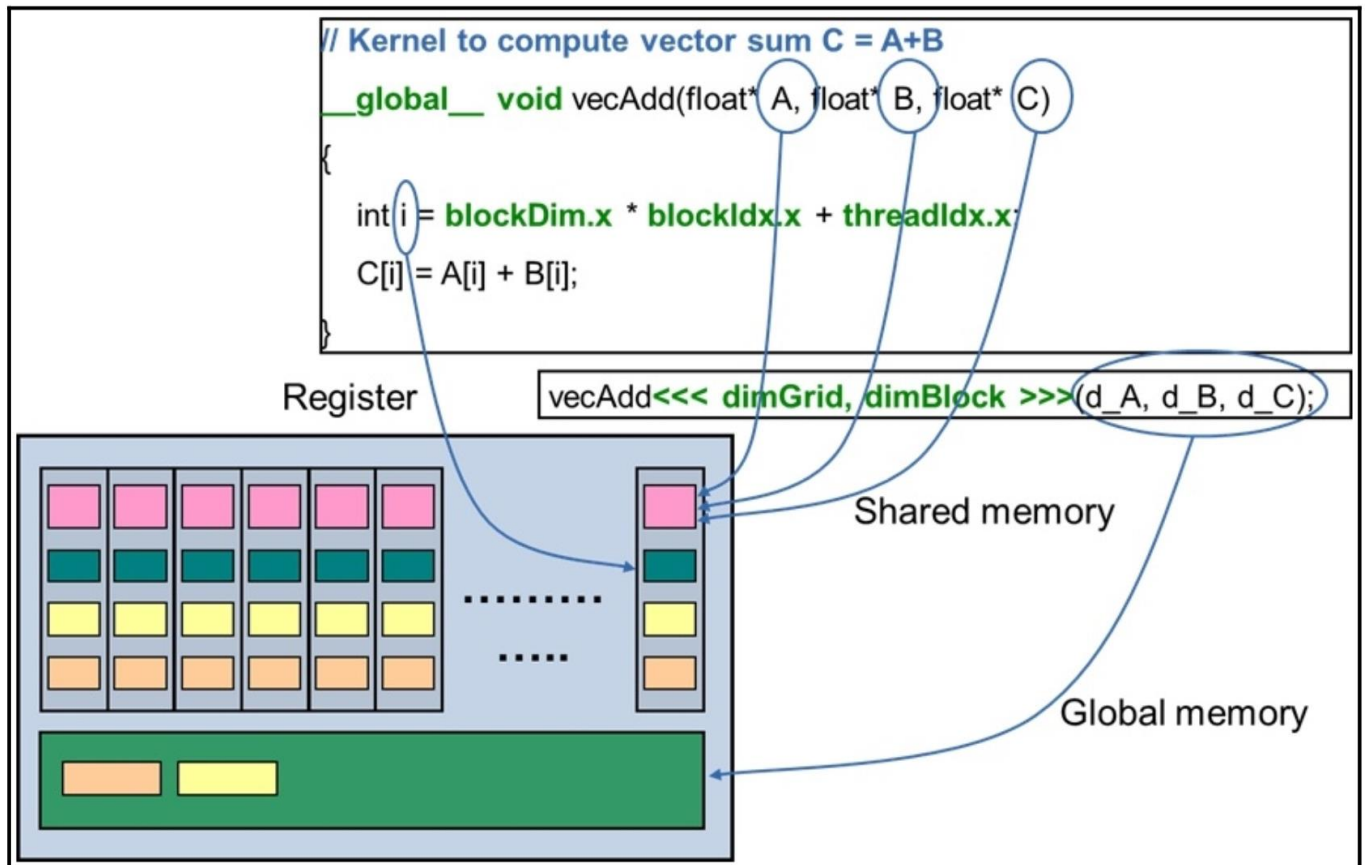 // Kernel to compute vector sum C = A+B
__global__ void vecAdd(float* A, float* B, float* C)
{
int i = blockDim.x * blockIdx.x + threadIdx.x;
C[i] = A[i] + B[i];
}
Register
vecAdd<<< dimGrid, dimBlock >>>(d_A, d_B, d_C);
Shared memory
.........
.....
Global memory